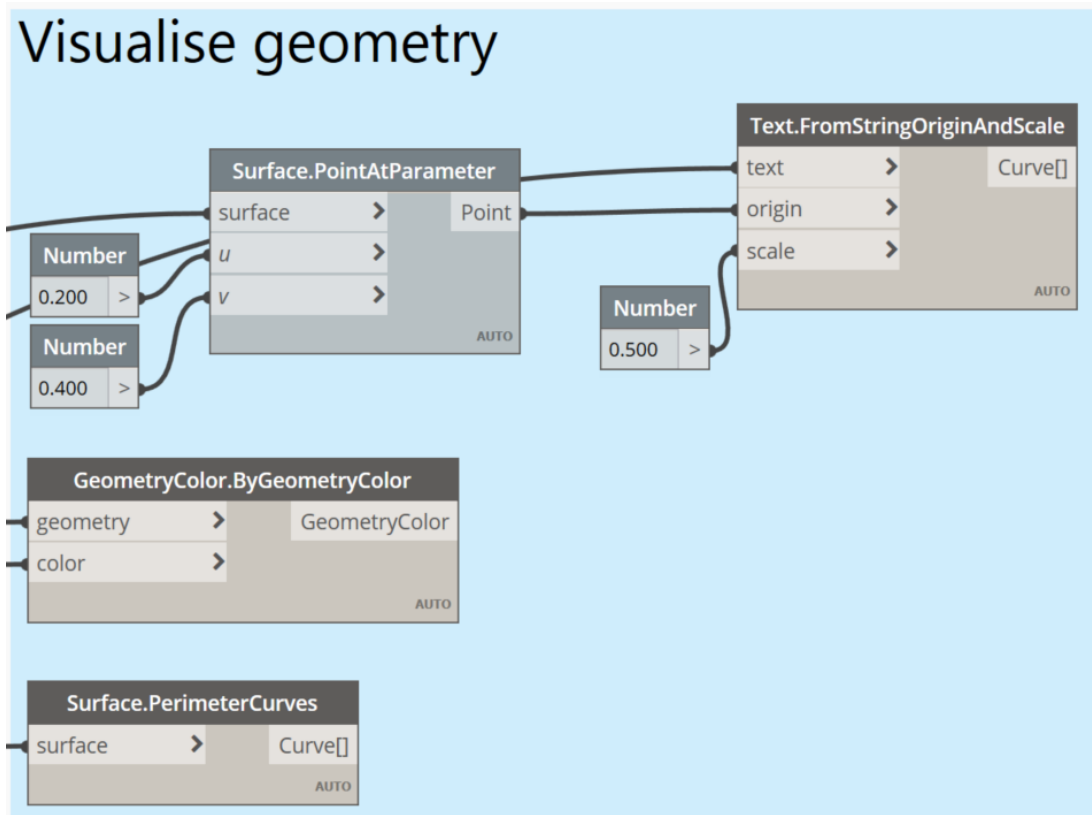 Visualise geometry
Text.FromStringOriginAndScale
text > Curve[]
origin >
scale >
AUTO
Surface.PointAtParameter
surface > Point
u >
v >
AUTO
Number
0.200 >
Number
0.400 >
Number
0.500 >
GeometryColor.ByGeometryColor
geometry > GeometryColor
color >
AUTO
Surface.PerimeterCurves
surface > Curve[]
AUTO